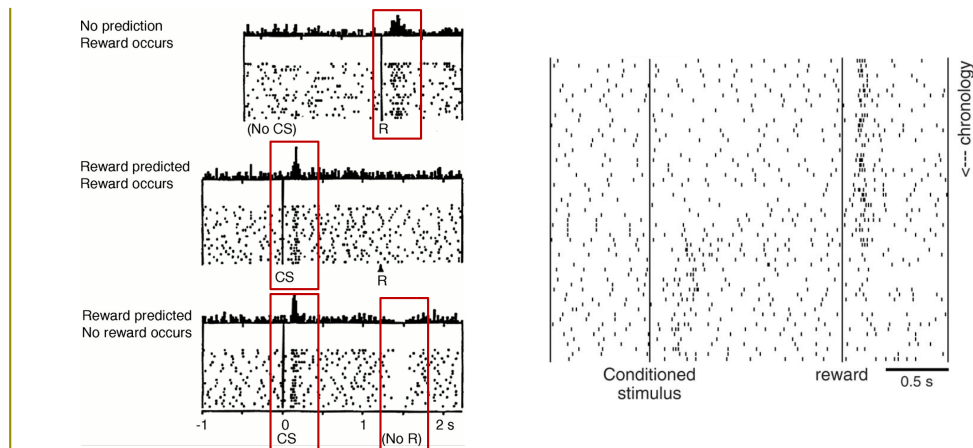 No prediction
Reward occurs
(No CS)
R
Reward predicted
Reward occurs
CS
R
Reward predicted
No reward occurs
-1
0
1
2 s
CS
(No R)
Conditioned
stimulus
reward
0.5 s
<--- chronology